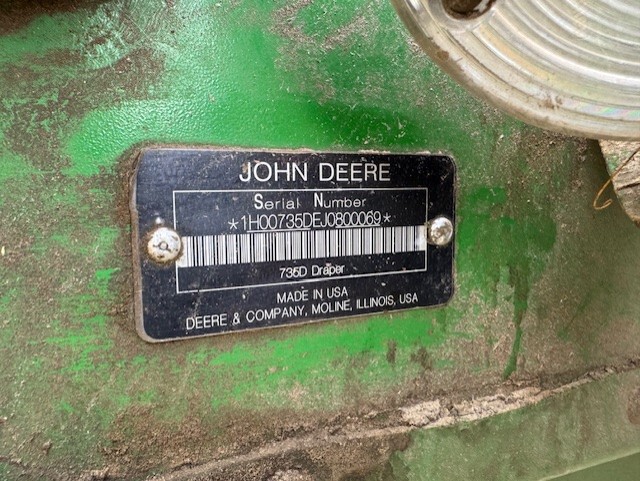 JOHN DEERE
Serial Number
*1H00735DEJ0800069*
735D Draper
MADE IN USA
DEERE & COMPANY, MOLINE, ILLINOIS, USA